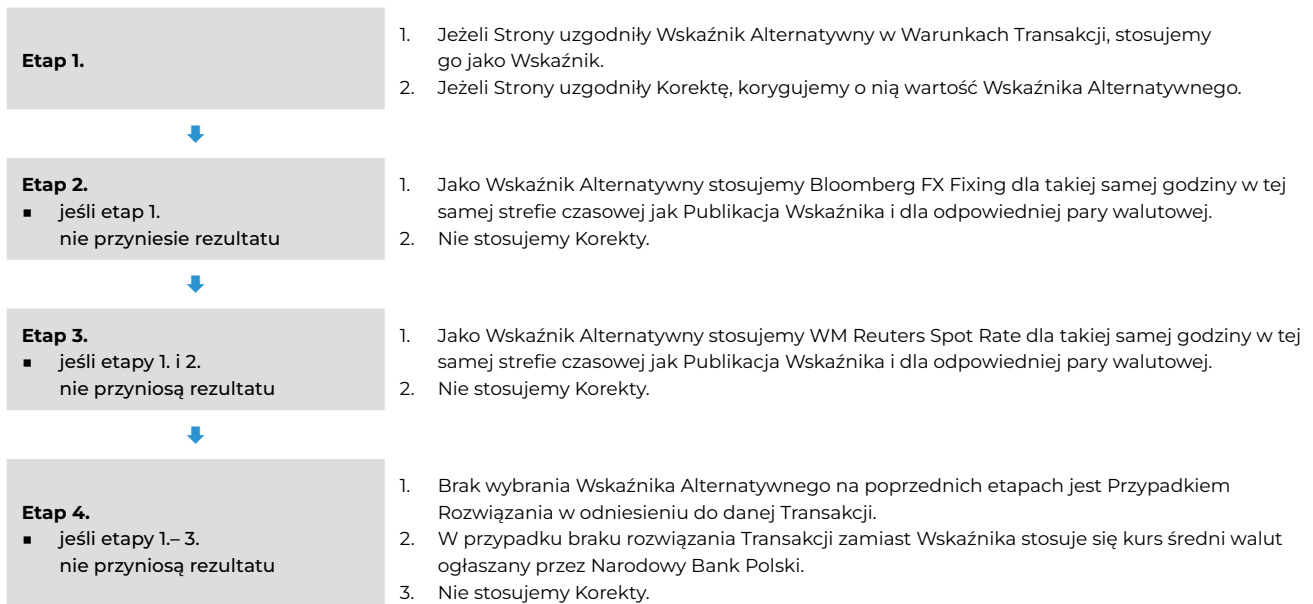 Etap 1.
1. Jeżeli Strony uzgodniły Wskaźnik Alternatywny w Warunkach Transakcji, stosujemy
go jako Wskaźnik.
2. Jeżeli Strony uzgodniły Korektę, korygujemy o nią wartość Wskaźnika Alternatywnego.
Etap 2.
▪ jeśli etap 1.
nie przyniesie rezultatu
1. Jako Wskaźnik Alternatywny stosujemy Bloomberg FX Fixing dla takiej samej godziny w tej
samej strefie czasowej jak Publikacja Wskaźnika i dla odpowiedniej pary walutowej.
2. Nie stosujemy Korekty.
Etap 3.
▪ jeśli etapy 1. i 2.
nie przyniosą rezultatu
1. Jako Wskaźnik Alternatywny stosujemy WM Reuters Spot Rate dla takiej samej godziny w tej
samej strefie czasowej jak Publikacja Wskaźnika i dla odpowiedniej pary walutowej.
2. Nie stosujemy Korekty.
Etap 4.
▪ jeśli etapy 1.– 3.
nie przyniosą rezultatu
1. Brak wybrania Wskaźnika Alternatywnego na poprzednich etapach jest Przypadkiem
Rozwiązania w odniesieniu do danej Transakcji.
2. W przypadku braku rozwiązania Transakcji zamiast Wskaźnika stosuje się kurs średni walut
ogłaszany przez Narodowy Bank Polski.
3. Nie stosujemy Korekty.